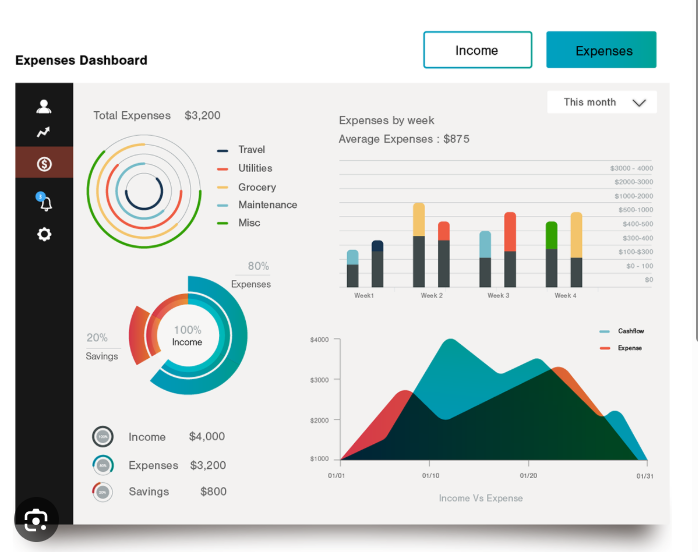 Income
Expenses
Expenses Dashboard
This month
Total Expenses $3,200
Travel
Utilities
Grocery
Maintenance
Misc
Expenses by week
Average Expenses : $875
$3000 - 4000
$2000-3000
$1000-2000
$500-1000
$400-500
$300-400
$100-$300
$0 - 100
$0
Week1
Week 2
Week 3
Week 4
80%
Expenses
100%
Income
20%
Savings
Cashflow
Expense
$4000
$3000
$2000
$1000
01/01
01/10
01/20
01/31
Income Vs Expense
Income $4,000
Expenses $3,200
Savings $800